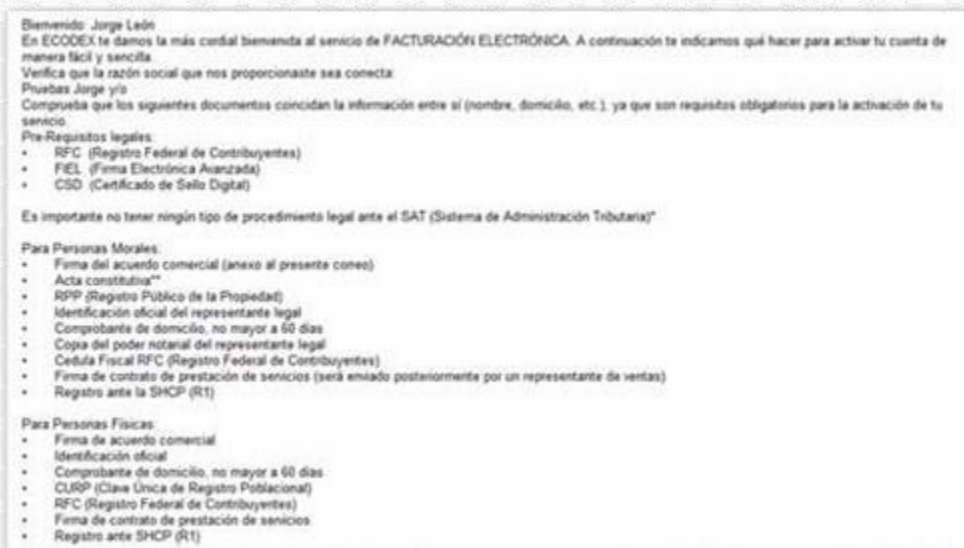 Bienvenido: Jorge León
En ECODEX te damos la más cordial bienvenida al servicio de FACTURACIÓN ELECTRÓNICA. A continuación te indicamos qué hacer para activar tu cuenta de
manera fácil y sencilla.
Verifica que la razón social que nos proporcionaste sea correcta:
Pruebas Jorge y/o
Comprueba que los siguientes documentos coincidan la información entre sí (nombre, domicilio, etc.), ya que son requisitos obligatorios para la activación de tu
servicio.
Pre-Requisitos legales:
• RFC (Registro Federal de Contribuyentes)
• FIEL (Firma Electrónica Avanzada)
• CSD (Certificado de Sello Digital)
Es importante no tener ningún tipo de procedimiento legal ante el SAT (Sistema de Administración Tributaria)*
Para Personas Morales:
• Firma del acuerdo comercial (anexo al presente correo)
• Acta constitutiva**
• RPP (Registro Público de la Propiedad)
• Identificación oficial del representante legal
• Comprobante de domicilio, no mayor a 60 días
• Copia del poder notarial del representante legal
• Cedula Fiscal RFC (Registro Federal de Contribuyentes)
• Firma de contrato de prestación de servicios (será enviado posteriormente por un representante de ventas)
• Registro ante la SHCP (R1)
Para Personas Físicas:
• Firma de acuerdo comercial
• Identificación oficial
• Comprobante de domicilio, no mayor a 60 días
• CURP (Clave Única de Registro Poblacional)
• RFC (Registro Federal de Contribuyentes)
• Firma de contrato de prestación de servicios
• Registro ante SHCP (R1)